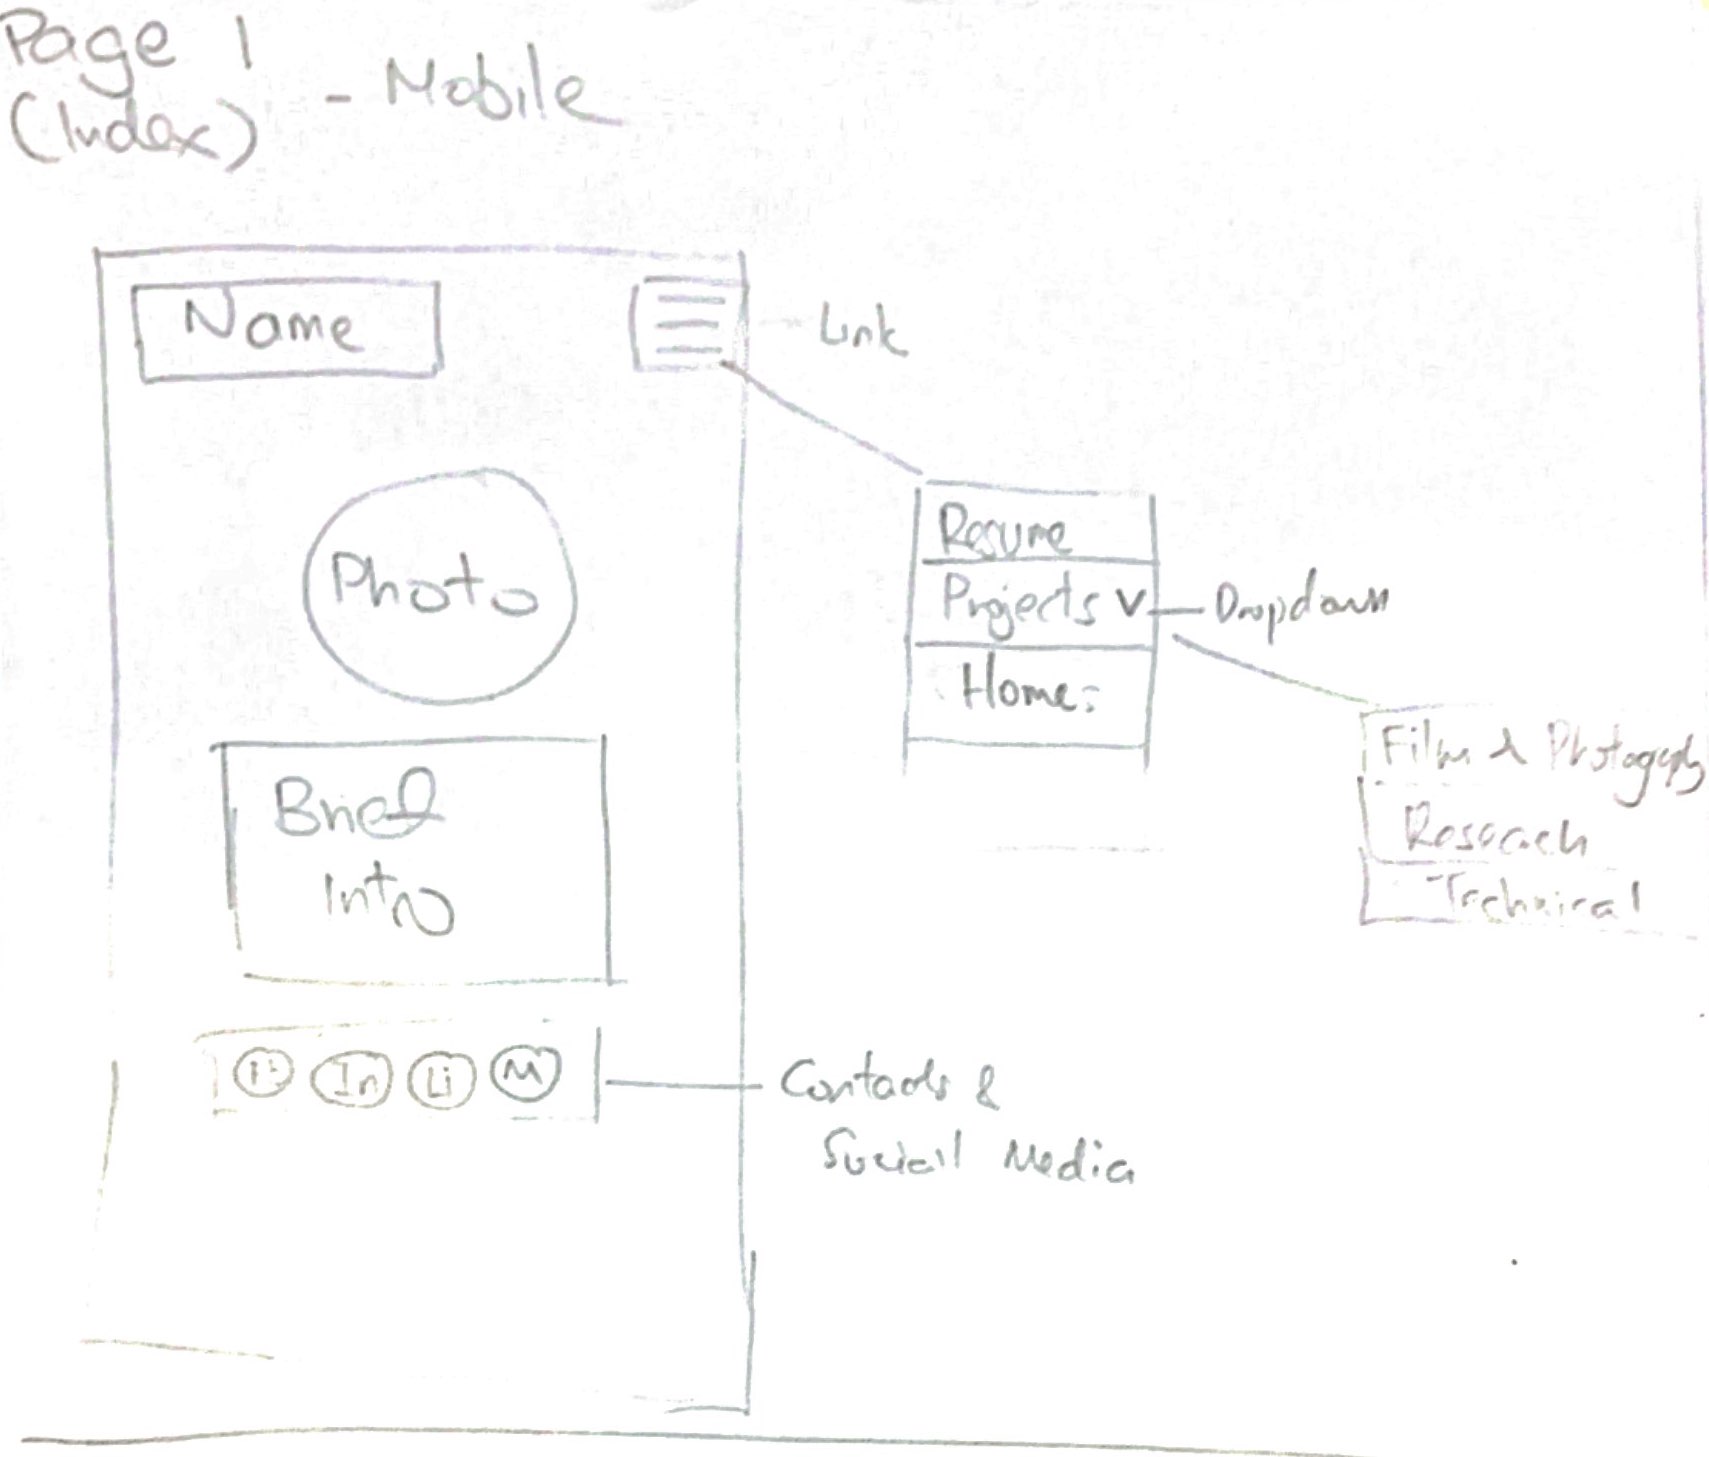 Page 1
(Index) - Mobile
Name
Link
Photo
Resume
Projects v
Dropdown
Home
Film & Photography
Research
Technical
Brief
Intro
In Li M
Contacts &
Social Media